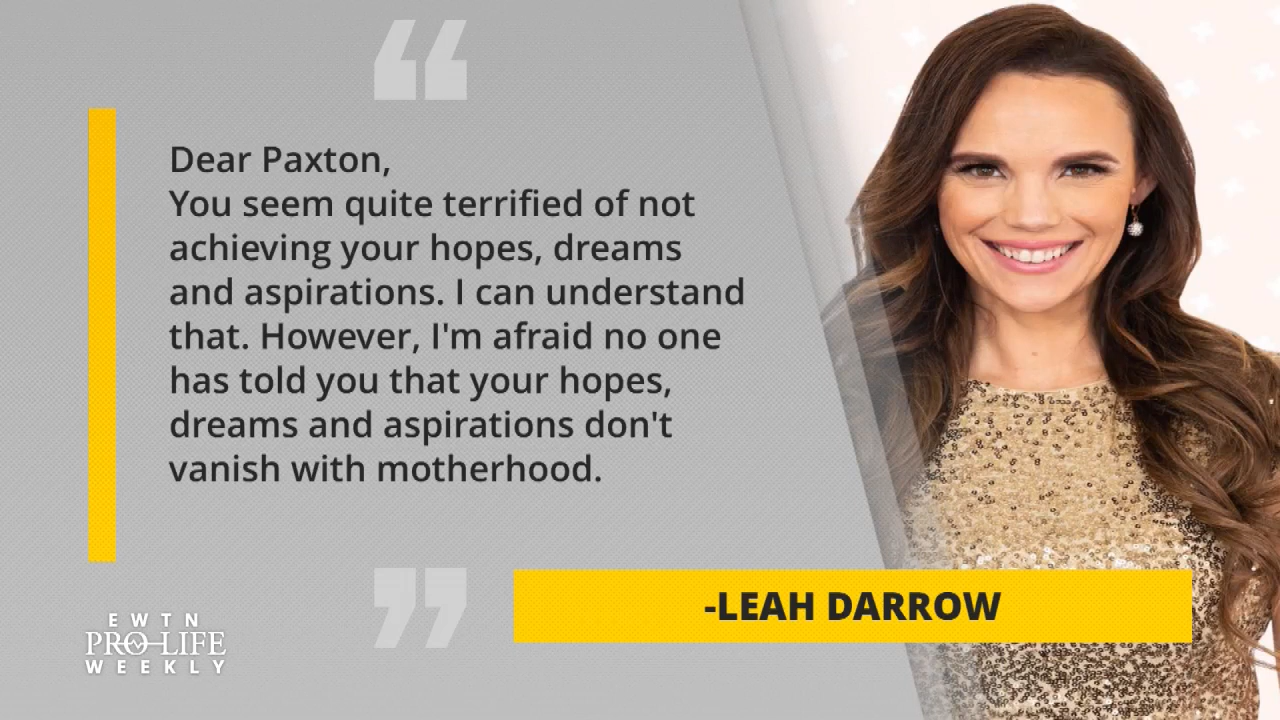 “
Dear Paxton,
You seem quite terrified of not
achieving your hopes, dreams
and aspirations. I can understand
that. However, I'm afraid no one
has told you that your hopes,
dreams and aspirations don't
vanish with motherhood.
”
-LEAH DARROW
EWTN
PRO-LIFE
WEEKLY